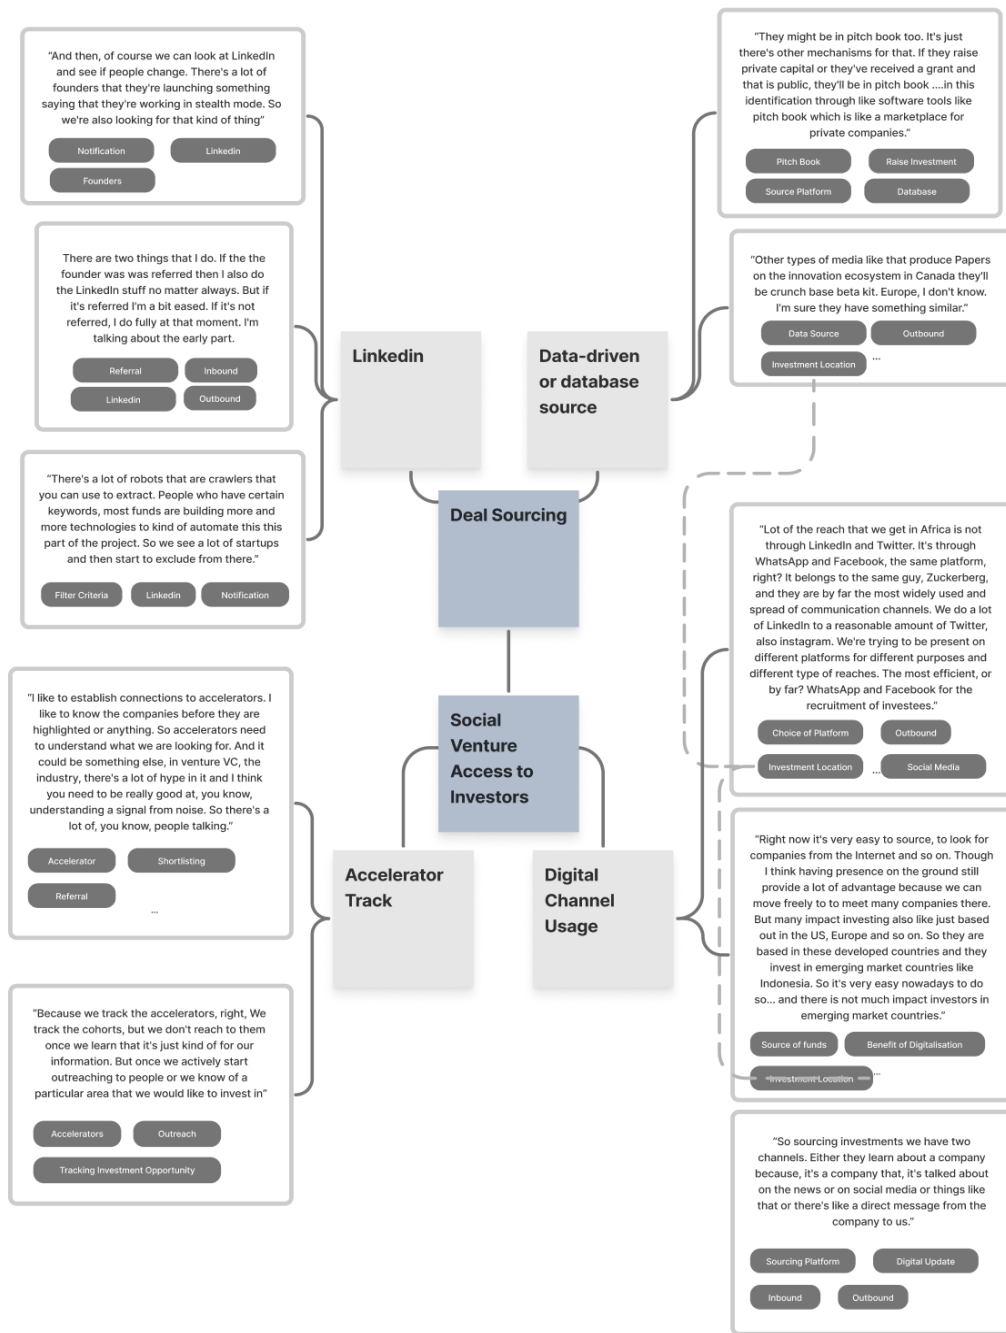 “And then, of course we can look at LinkedIn
and see if people change. There's a lot of
founders that they're launching something
saying that they're working in stealth mode. So
we're also looking for that kind of thing”
Notification
Linkedin
Founders
There are two things that I do. If the the
founder was was referred then I also do
the LinkedIn stuff no matter always. But if
it's referred I'm a bit eased. If it's not
referred, I do fully at that moment. I'm
talking about the early part.
Referral
Inbound
Linkedin
Outbound
“There's a lot of robots that are crawlers that
you can use to extract. People who have certain
keywords, most funds are building more and
more technologies to kind of automate this this
part of the project. So we see a lot of startups
and then start to exclude from there.”
Filter Criteria
Linkedin
Notification
“I like to establish connections to accelerators. I
like to know the companies before they are
highlighted or anything. So accelerators need
to understand what we are looking for. And it
could be something else, in venture VC, the
industry, there's a lot of hype in it and I think
you need to be really good at, you know,
understanding a signal from noise. So there's a
lot of, you know, people talking.”
Accelerator
Shortlisting
Referral
...
“Because we track the accelerators, right, We
track the cohorts, but we don't reach to them
once we learn that it's just kind of for our
information. But once we actively start
outreaching to people or we know of a
particular area that we would like to invest in”
Accelerators
Outreach
Tracking Investment Opportunity
Linkedin
Data-driven
or database
source
Deal Sourcing
Social
Venture
Access to
Investors
Accelerator
Track
Digital
Channel
Usage
“They might be in pitch book too. It's just
there's other mechanisms for that. If they raise
private capital or they've received a grant and
that is public, they'll be in pitch book ....in this
identification through like software tools like
pitch book which is like a marketplace for
private companies.”
Pitch Book
Raise Investment
Source Platform
Database
“Other types of media like that produce Papers
on the innovation ecosystem in Canada they'll
be crunch base beta kit. Europe, I don't know.
I'm sure they have something similar.”
Data Source
Outbound
Investment Location
...
“Lot of the reach that we get in Africa is not
through LinkedIn and Twitter. It's through
WhatsApp and Facebook, the same platform,
right? It belongs to the same guy, Zuckerberg,
and they are by far the most widely used and
spread of communication channels. We do a lot
of LinkedIn to a reasonable amount of Twitter,
also instagram. We're trying to be present on
different platforms for different purposes and
different type of reaches. The most efficient, or
by far? WhatsApp and Facebook for the
recruitment of investees.”
Choice of Platform
Outbound
Investment Location
...
Social Media
“Right now it's very easy to source, to look for
companies from the Internet and so on. Though
I think having presence on the ground still
provide a lot of advantage because we can
move freely to to meet many companies there.
But many impact investing also like just based
out in the US, Europe and so on. So they are
based in these developed countries and they
invest in emerging market countries like
Indonesia. So it's very easy nowadays to do
so... and there is not much impact investors in
emerging market countries.”
Source of funds
Benefit of Digitalisation
Investment Location
...
“So sourcing investments we have two
channels. Either they learn about a company
because, it's a company that, it's talked about
on the news or on social media or things like
that or there's like a direct message from the
company to us.”
Sourcing Platform
Digital Update
Inbound
Outbound